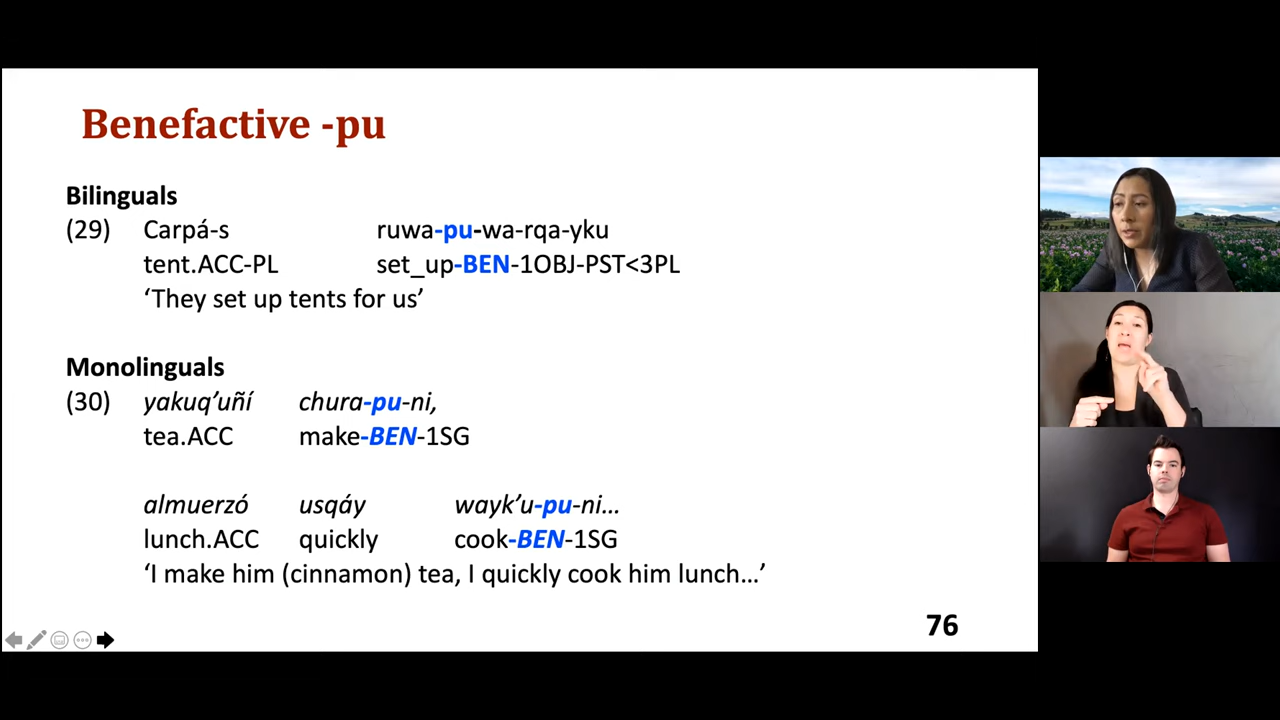 Benefactive -pu
Bilinguals
(29) Carpá-s ruwa-pu-wa-rqa-yku
tent.ACC-PL set_up-BEN-1OBJ-PST<3PL
‘They set up tents for us’
Monolinguals
(30) yakuq’uñí chura-pu-ni,
tea.ACC make-BEN-1SG
almuerzó usqáy wayk’u-pu-ni…
lunch.ACC quickly cook-BEN-1SG
‘I make him (cinnamon) tea, I quickly cook him lunch…’
76